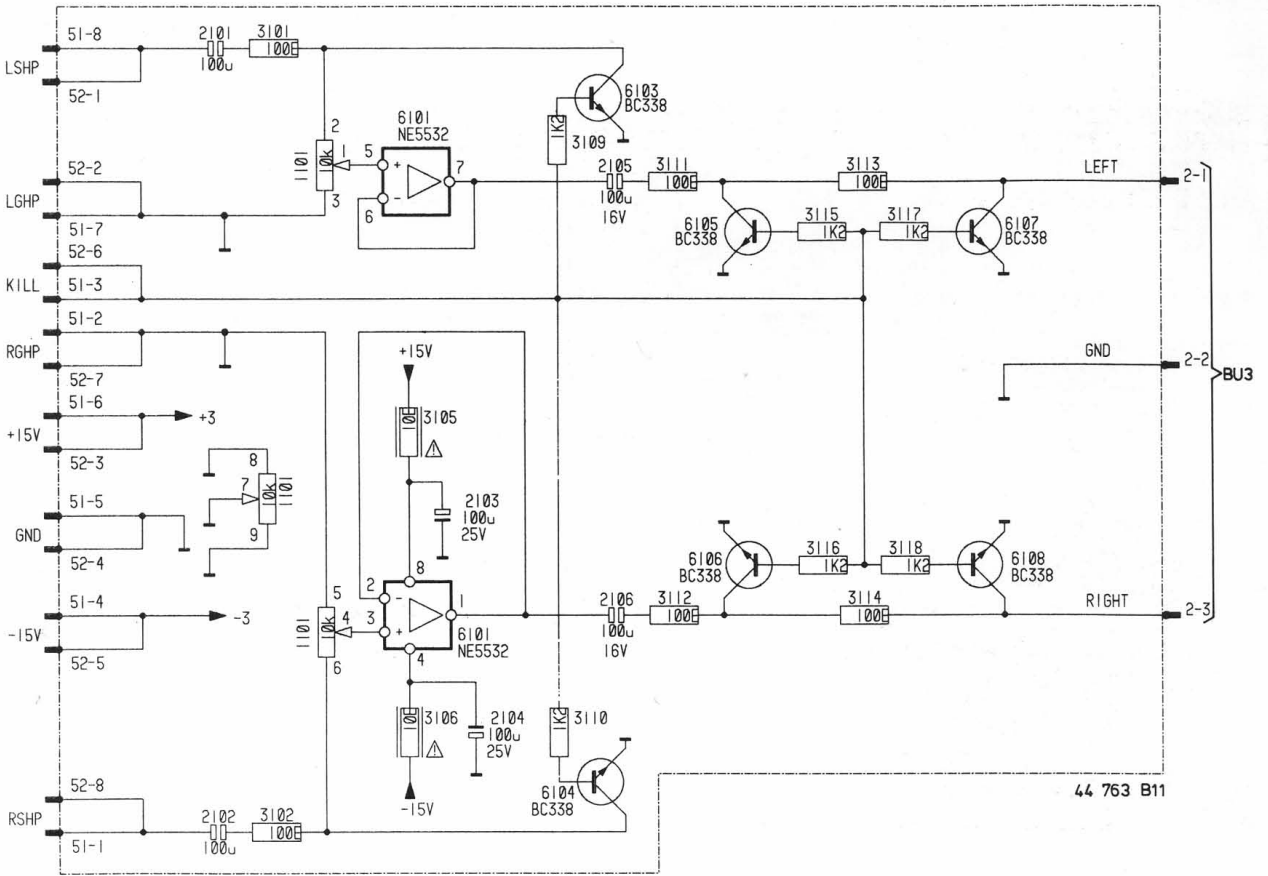 LSHP
51-8
52-1
2101
100u
3101
100E
6103
BC338
1K2
3109
6101
NE5532
2
1
3
1101
10k
5
+
6
-
7
LGHP
52-2
51-7
2105
100u
16V
3111
100E
3113
100E
LEFT
2-1
6105
BC338
3115
1K2
3117
1K2
6107
BC338
KILL
52-6
51-3
RGHP
51-2
52-7
GND
2-2
BU3
+15V
51-6
52-3
+3
+15V
10E
3105
8
7
9
10k
1101
2103
100u
25V
GND
51-5
52-4
-15V
51-4
52-5
-3
5
4
6
1101
10k
2
-
3
+
8
1
4
6101
NE5532
2106
100u
16V
3112
100E
3114
100E
RIGHT
2-3
6106
BC338
3116
1K2
3118
1K2
6108
BC338
10E
3106
-15V
2104
100u
25V
1K2
3110
6104
BC338
RSHP
52-8
51-1
2102
100u
3102
100E
44 763 B11